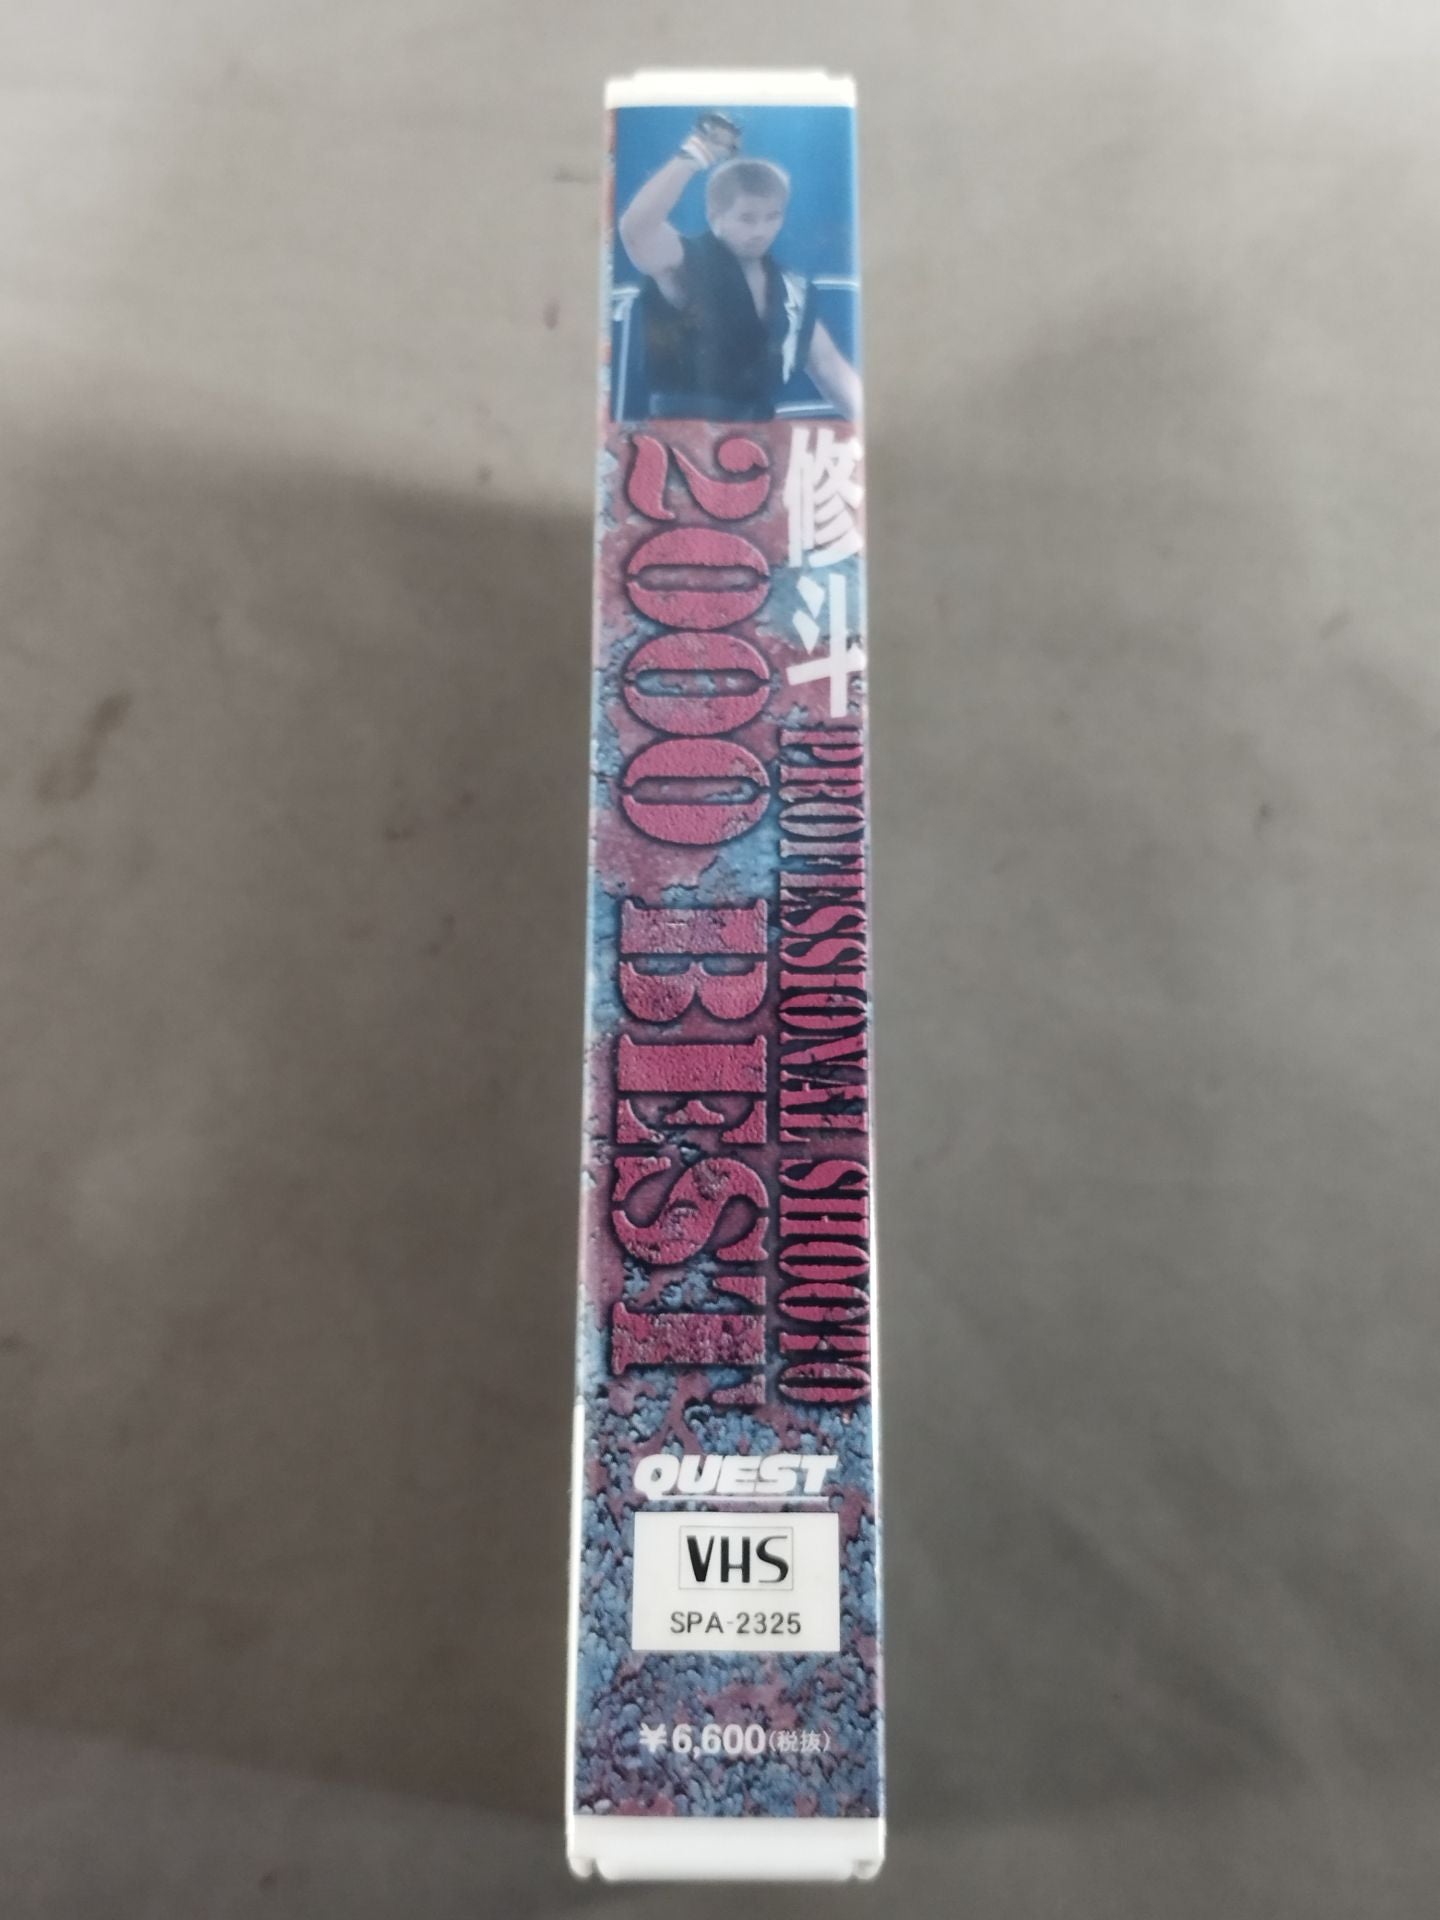 修斗 PROFESSIONAL SHOOTO
2000 BEST
QUEST
VHS
SPA-2325
¥6,600(税抜)